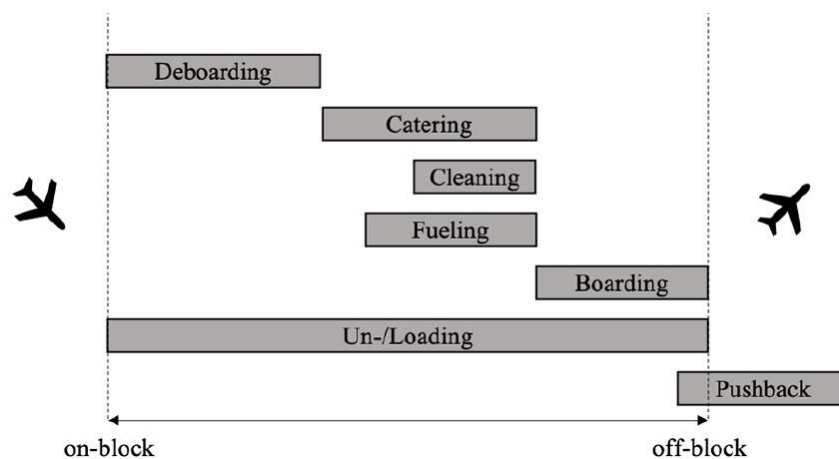 Deboarding
Catering
Cleaning
Fueling
Boarding
Un-/Loading
Pushback
on-block
off-block